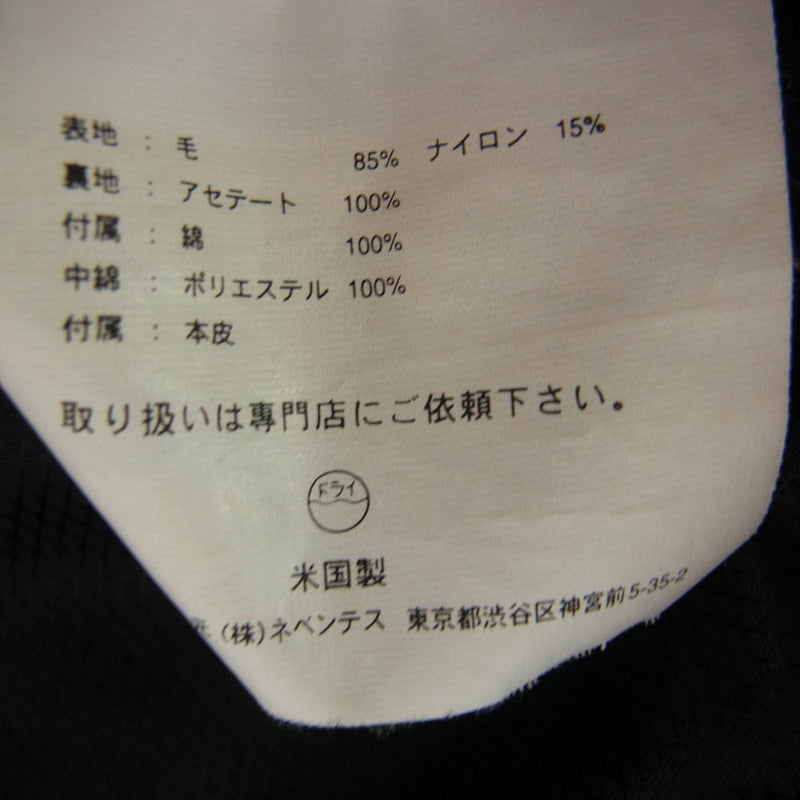 表地 : 毛 85% ナイロン 15%
裏地 : アセテート 100%
付属 : 綿 100%
中綿 : ポリエステル 100%
付属 : 本皮
取り扱いは専門店にご依頼下さい。
ドライ
米国製
(株)ネペンテス 東京都渋谷区神宮前5-35-2